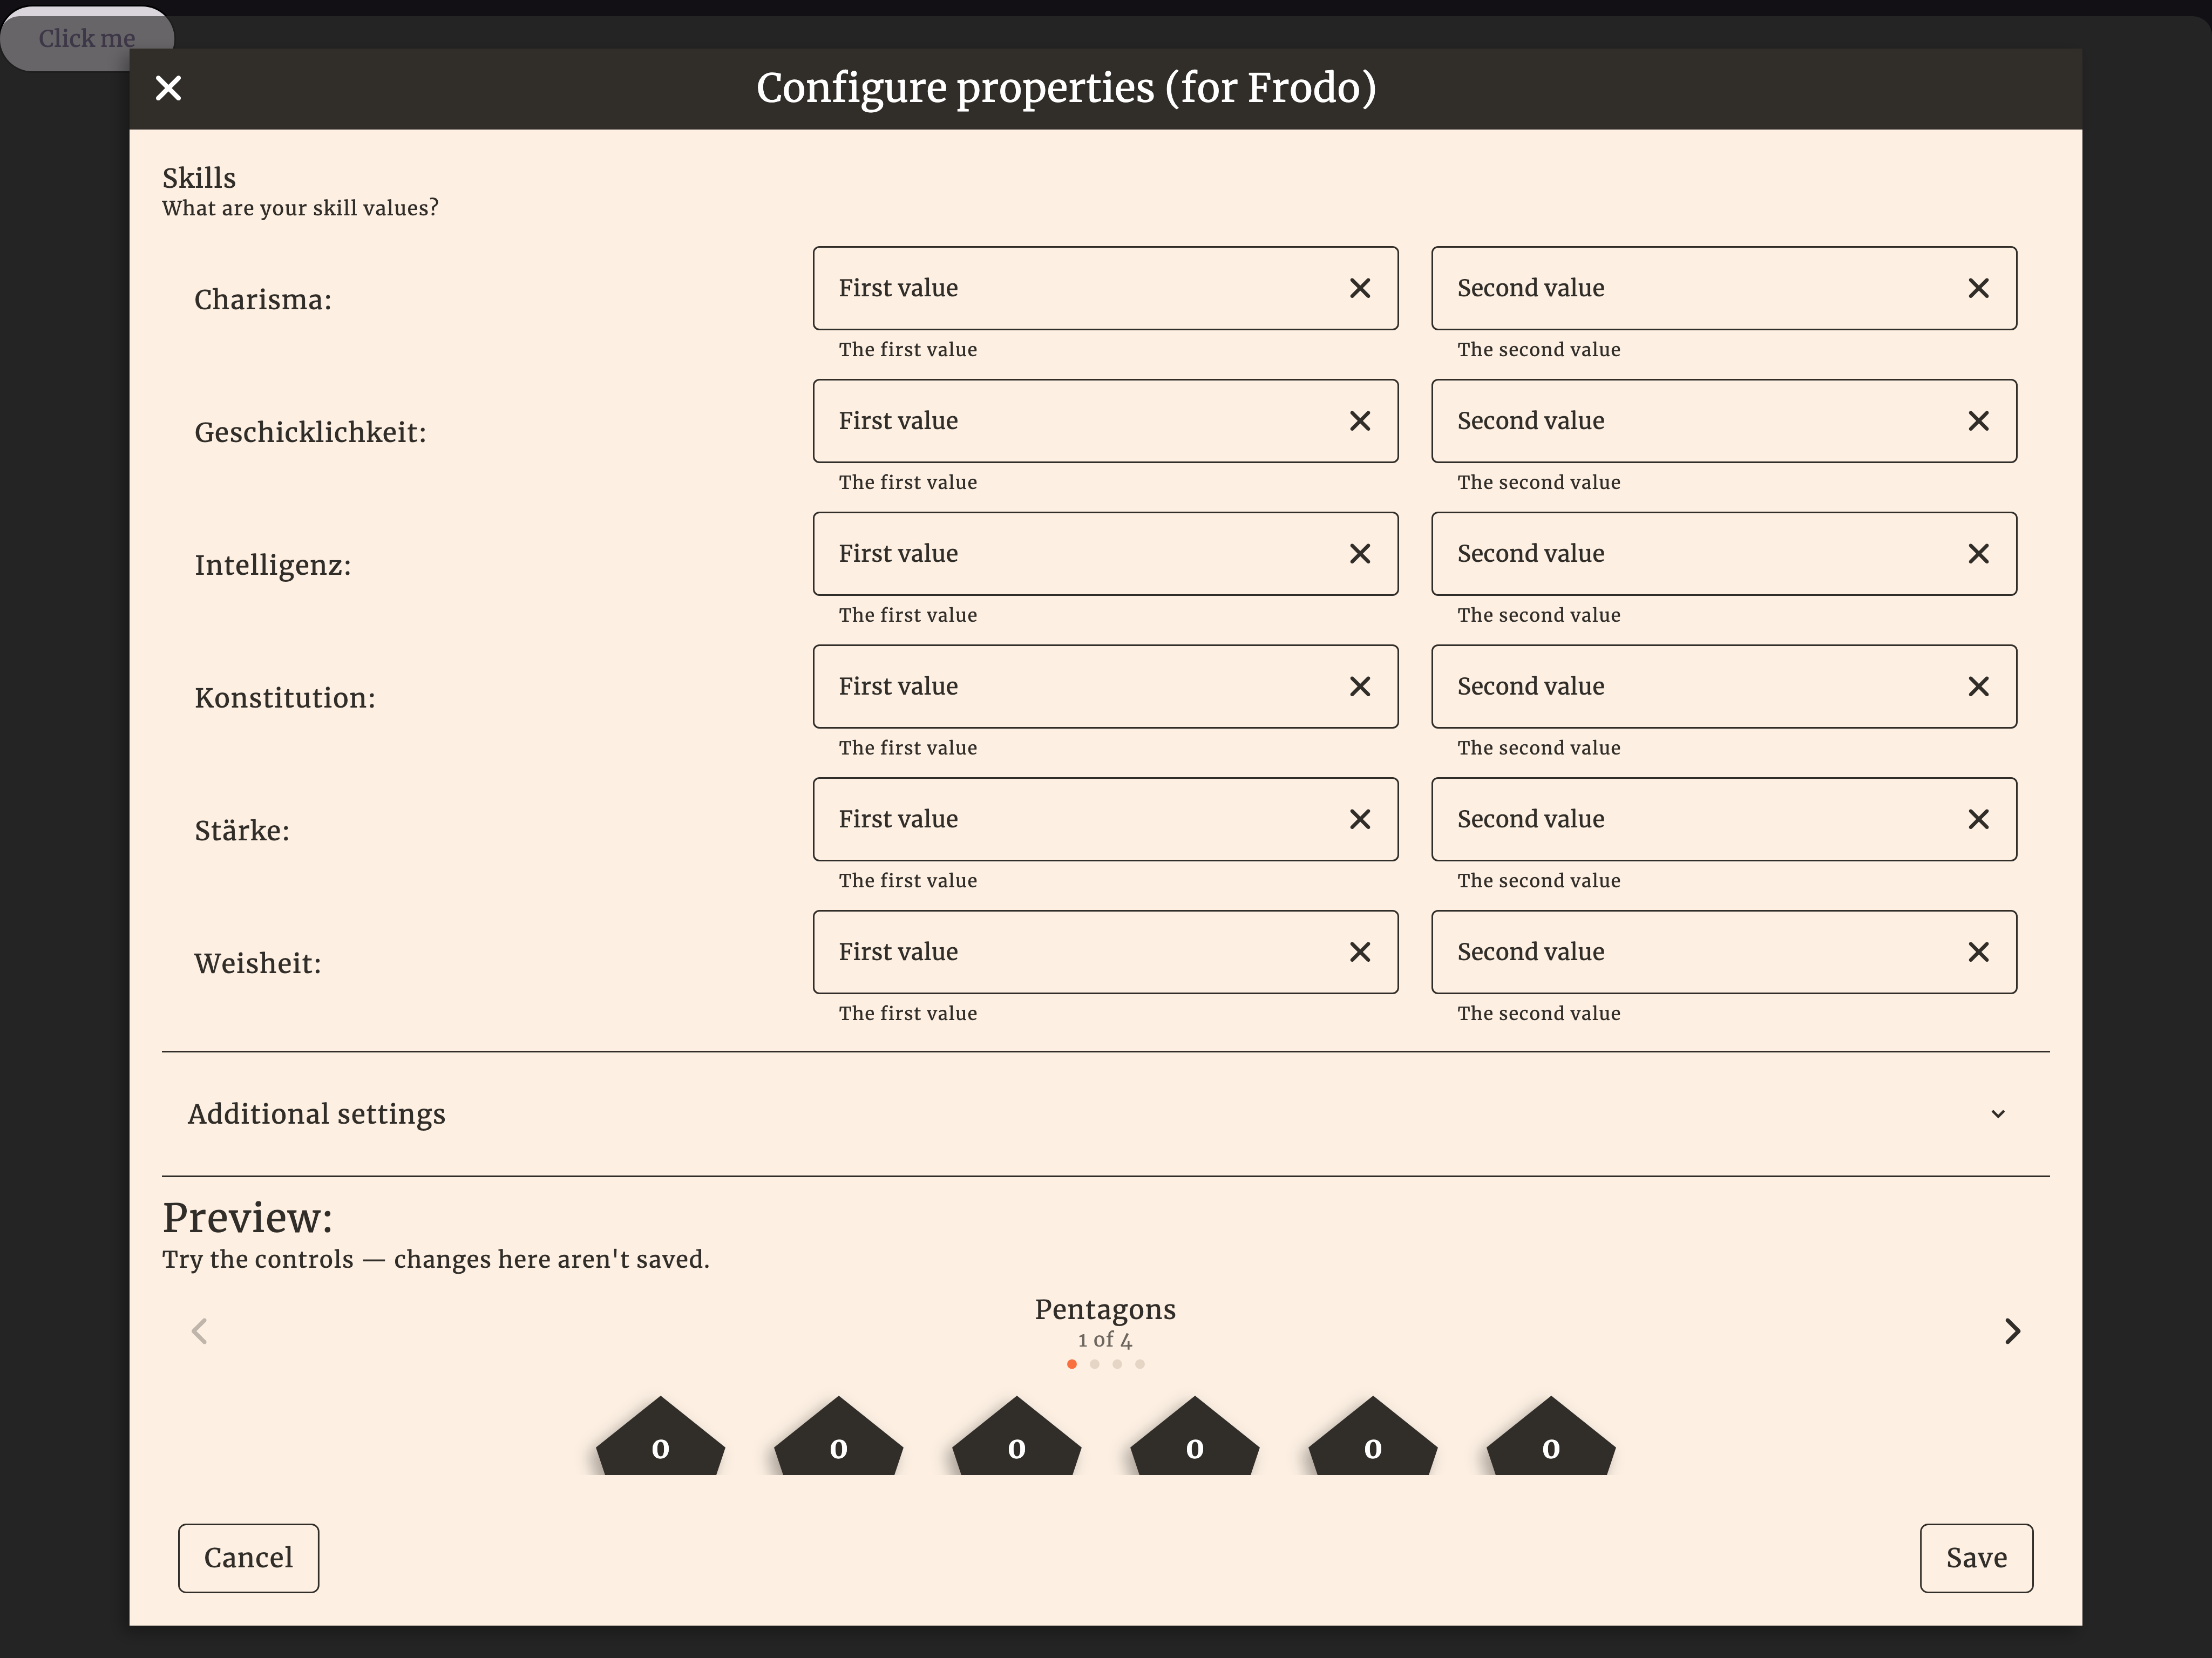 Click me
Configure properties (for Frodo)
Skills
What are your skill values?
Charisma:
First value
Second value
The first value
The second value
Geschicklichkeit:
First value
Second value
The first value
The second value
Intelligenz:
First value
Second value
The first value
The second value
Konstitution:
First value
Second value
The first value
The second value
Stärke:
First value
Second value
The first value
The second value
Weisheit:
First value
Second value
The first value
The second value
Additional settings
Preview:
Try the controls — changes here aren't saved.
Pentagons
1 of 4
0 0 0 0 0 0
Cancel
Save